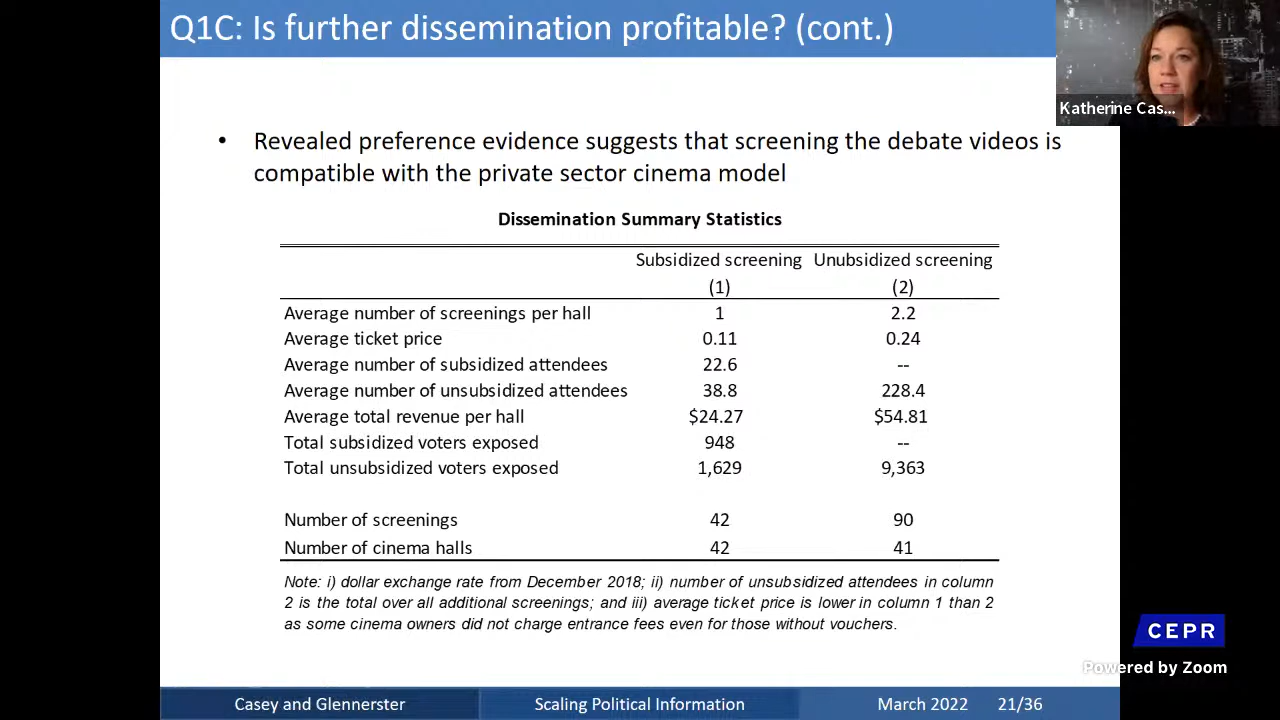 Q1C: Is further dissemination profitable? (cont.)
Katherine Cas...
• Revealed preference evidence suggests that screening the debate videos is
compatible with the private sector cinema model
Dissemination Summary Statistics
Subsidized screening Unubsidized screening
(1) (2)
Average number of screenings per hall 1 2.2
Average ticket price 0.11 0.24
Average number of subsidized attendees 22.6 --
Average number of unsubsidized attendees 38.8 228.4
Average total revenue per hall $24.27 $54.81
Total subsidized voters exposed 948 --
Total unsubsidized voters exposed 1,629 9,363
Number of screenings 42 90
Number of cinema halls 42 41
Note: i) dollar exchange rate from December 2018; ii) number of unsubsidized attendees in column
2 is the total over all additional screenings; and iii) average ticket price is lower in column 1 than 2
as some cinema owners did not charge entrance fees even for those without vouchers.
CEPR
Powered by Zoom
Casey and Glennerster Scaling Political Information March 2022 21/36